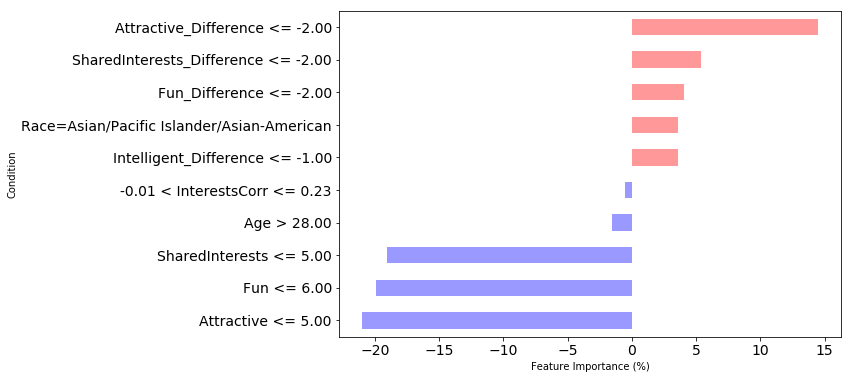 Attractive_Difference <= -2.00
SharedInterests_Difference <= -2.00
Fun_Difference <= -2.00
Race=Asian/Pacific Islander/Asian-American
Intelligent_Difference <= -1.00
-0.01 < InterestsCorr <= 0.23
Age > 28.00
SharedInterests <= 5.00
Fun <= 6.00
Attractive <= 5.00
Condition
−20 −15 −10 −5 0 5 10 15
Feature Importance (%)